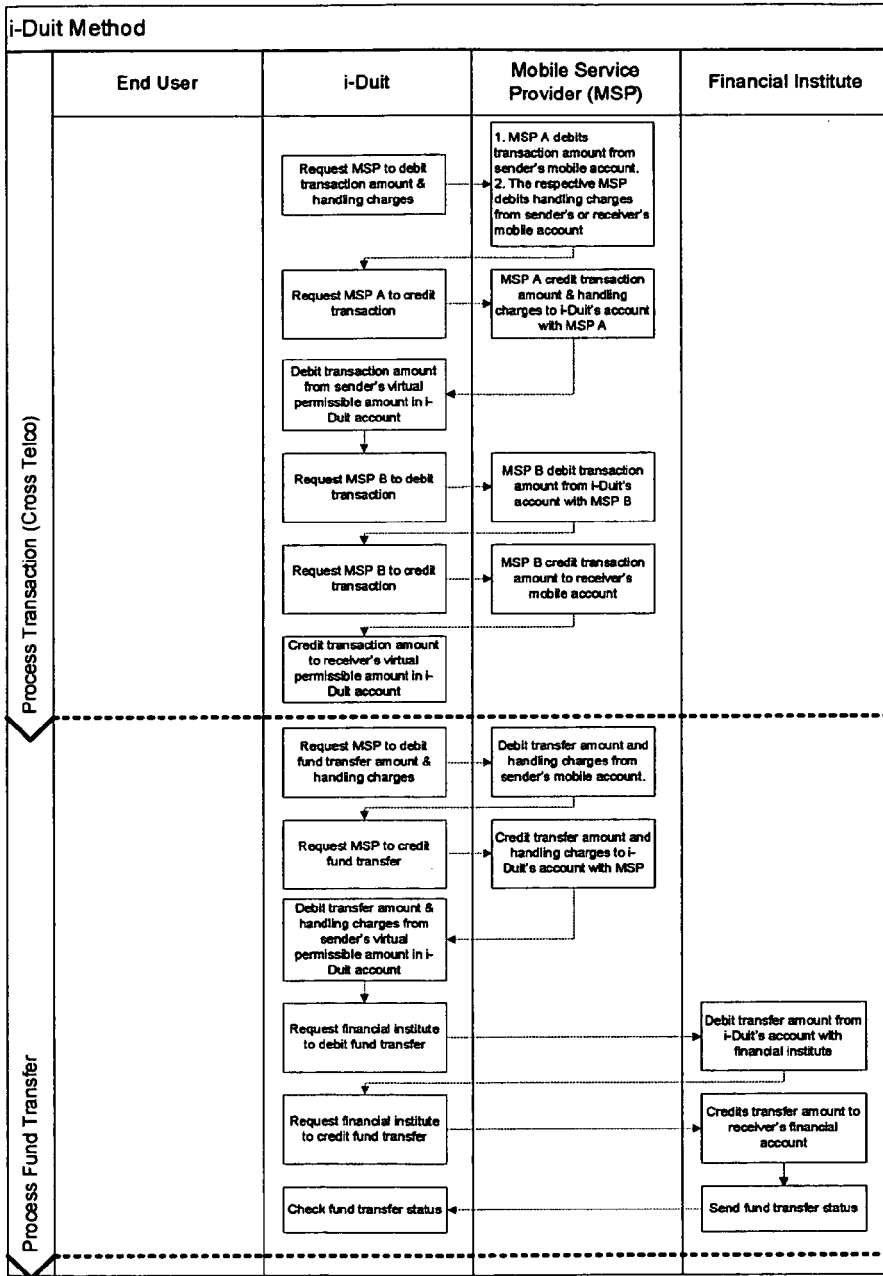 i-Duit Method
End User
i-Duit
Mobile Service
Provider (MSP)
Financial Institute
Process Transaction (Cross Telco)
Request MSP to debit
transaction amount &
handling charges
1. MSP A debits
transaction amount from
sender's mobile account.
2. The respective MSP
debits handling charges
from sender's or receiver's
mobile account
Request MSP A to credit
transaction
MSP A credit transaction
amount & handling
charges to i-Duit's account
with MSP A
Debit transaction amount
from sender's virtual
permissible amount in i-
Duit account
Request MSP B to debit
transaction
MSP B debit transaction
amount from i-Duit's
account with MSP B
Request MSP B to credit
transaction
MSP B credit transaction
amount to receiver's
mobile account
Credit transaction amount
to receiver's virtual
permissible amount in i-
Duit account
Process Fund Transfer
Request MSP to debit
fund transfer amount &
handling charges
Debit transfer amount and
handling charges from
sender's mobile account.
Request MSP to credit
fund transfer
Credit transfer amount and
handling charges to i-
Duit's account with MSP
Debit transfer amount &
handling charges from
sender's virtual
permissible amount in i-
Duit account
Request financial institute
to debit fund transfer
Debit transfer amount from
i-Duit's account with
financial institute
Request financial institute
to credit fund transfer
Credits transfer amount to
receiver's financial
account
Check fund transfer status
Send fund transfer status